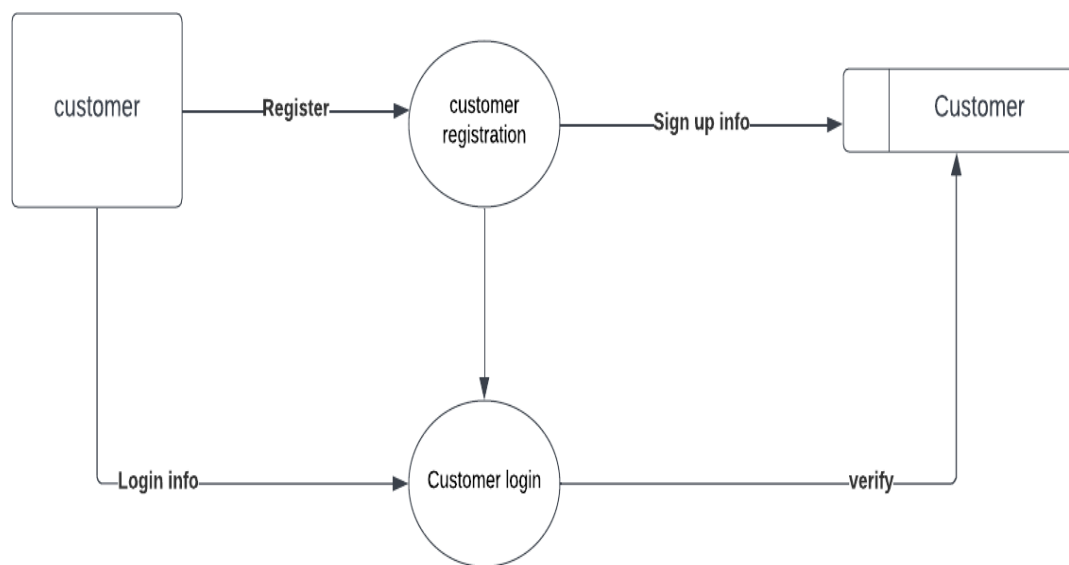 customer
Register
customer
registration
Sign up info
Customer
Login info
Customer login
verify